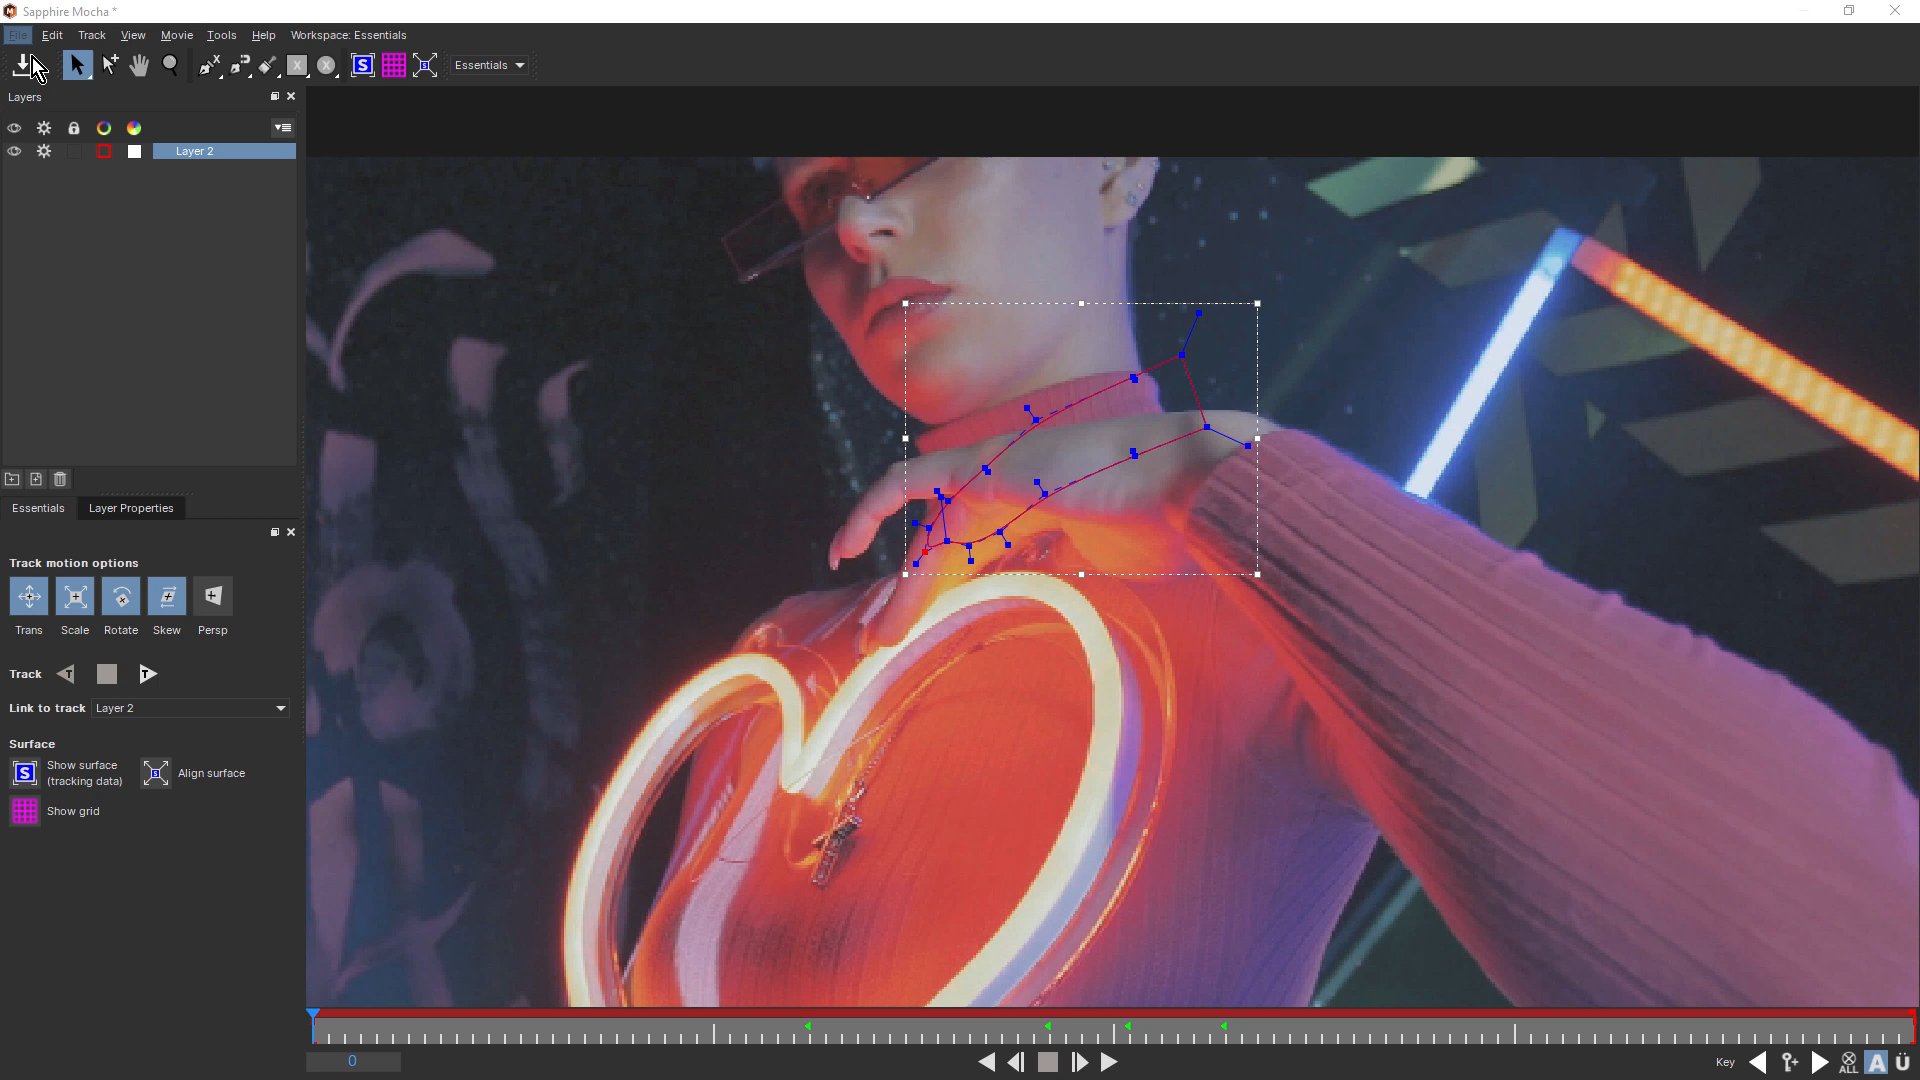 Sapphire Mocha *
File Edit Track View Movie Tools Help Workspace: Essentials
Essentials
Layers
Layer 2
Essentials Layer Properties
Track motion options
Trans Scale Rotate Skew Persp
Track
Link to track Layer 2
Surface
Show surface
(tracking data)
Align surface
Show grid
0
Key
ALL
A
Ü